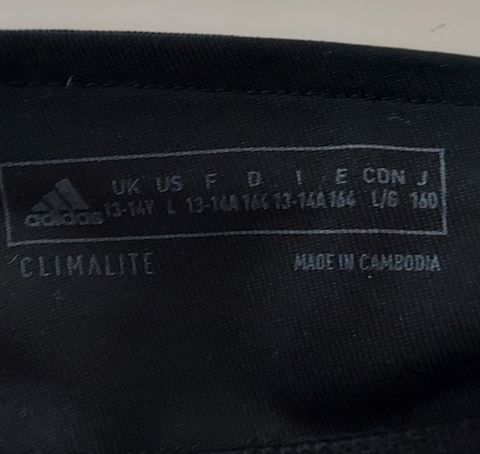 UK US F D I E CDN J
adidas 13-14Y L 13-14A 164 13-14A 164 L/G 160
CLIMALITE MADE IN CAMBODIA